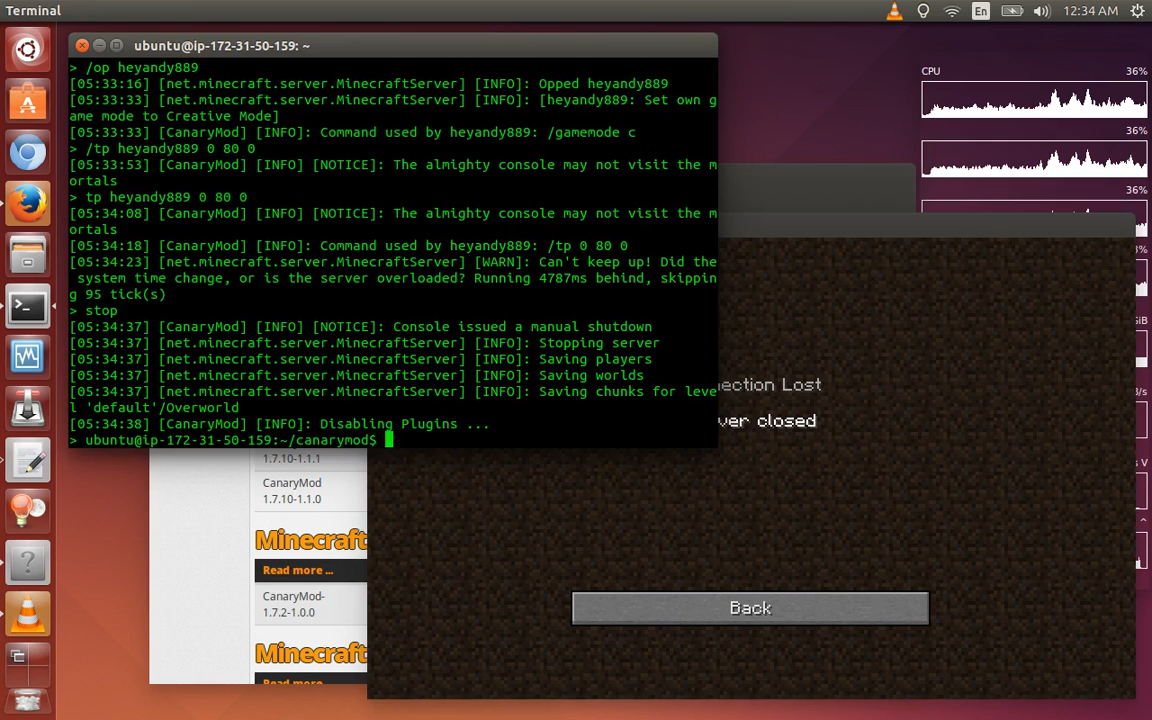 Terminal
En
12:34 AM
ubuntu@ip-172-31-50-159: ~
> /op heyandy889
[05:33:16] [net.minecraft.server.MinecraftServer] [INFO]: Opped heyandy889
[05:33:33] [net.minecraft.server.MinecraftServer] [INFO]: [heyandy889: Set own g
ame mode to Creative Mode]
[05:33:33] [CanaryMod] [INFO]: Command used by heyandy889: /gamemode c
> /tp heyandy889 0 80 0
[05:33:53] [CanaryMod] [INFO] [NOTICE]: The almighty console may not visit the m
ortals
> tp heyandy889 0 80 0
[05:34:08] [CanaryMod] [INFO] [NOTICE]: The almighty console may not visit the m
ortals
[05:34:18] [CanaryMod] [INFO]: Command used by heyandy889: /tp 0 80 0
[05:34:23] [net.minecraft.server.MinecraftServer] [WARN]: Can't keep up! Did the
system time change, or is the server overloaded? Running 4787ms behind, skippin
g 95 tick(s)
> stop
[05:34:37] [CanaryMod] [INFO] [NOTICE]: Console issued a manual shutdown
[05:34:37] [net.minecraft.server.MinecraftServer] [INFO]: Stopping server
[05:34:37] [net.minecraft.server.MinecraftServer] [INFO]: Saving players
[05:34:37] [net.minecraft.server.MinecraftServer] [INFO]: Saving worlds
[05:34:37] [net.minecraft.server.MinecraftServer] [INFO]: Saving chunks for leve
l 'default'/Overworld
[05:34:38] [CanaryMod] [INFO]: Disabling Plugins ...
> ubuntu@ip-172-31-50-159:~/canarymod$
CPU 36%
36%
36%
nection Lost
ver closed
Back
1.7.10-1.1.1
CanaryMod
1.7.10-1.1.0
Minecraft
Read more ...
CanaryMod-
1.7.2-1.0.0
Minecraft
Read more